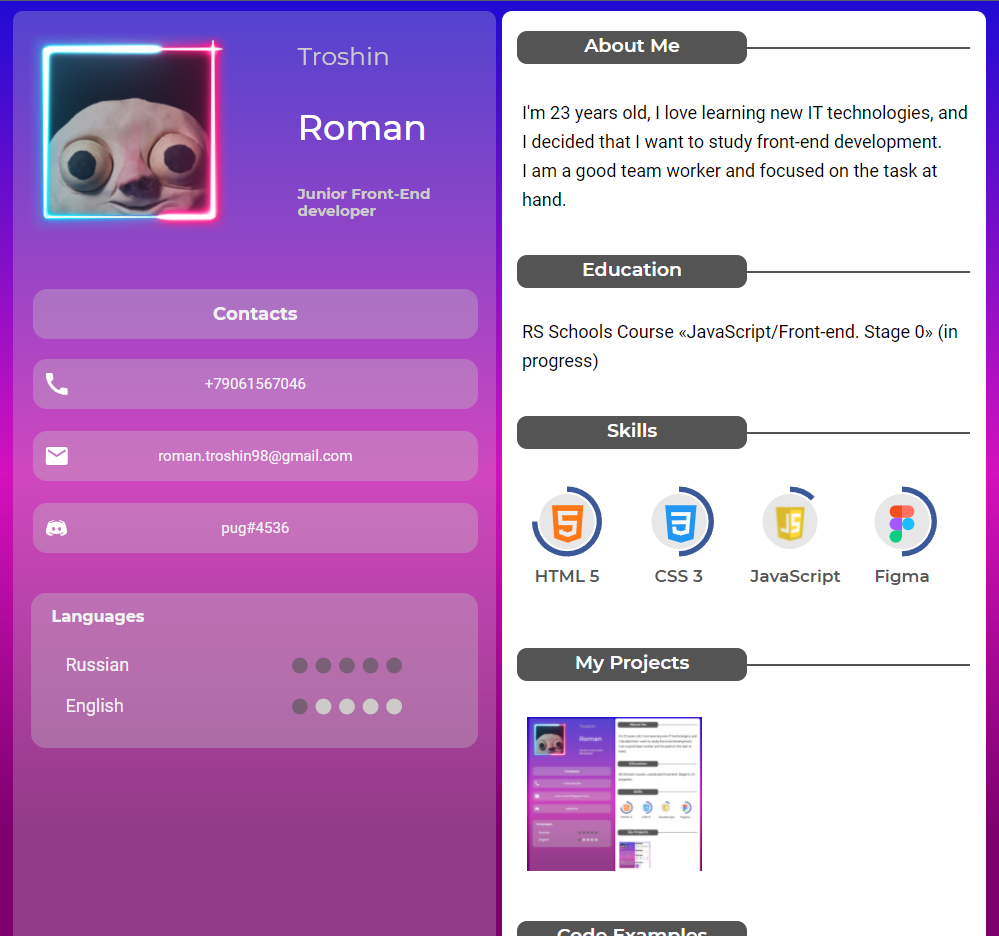 Troshin
Roman
Junior Front-End
developer
Contacts
+79061567046
roman.troshin98@gmail.com
pug#4536
Languages
Russian
English
About Me
I'm 23 years old, I love learning new IT technologies, and
I decided that I want to study front-end development.
I am a good team worker and focused on the task at
hand.
Education
RS Schools Course «JavaScript/Front-end. Stage 0» (in
progress)
Skills
HTML 5
CSS 3
JavaScript
Figma
My Projects
Code Examples